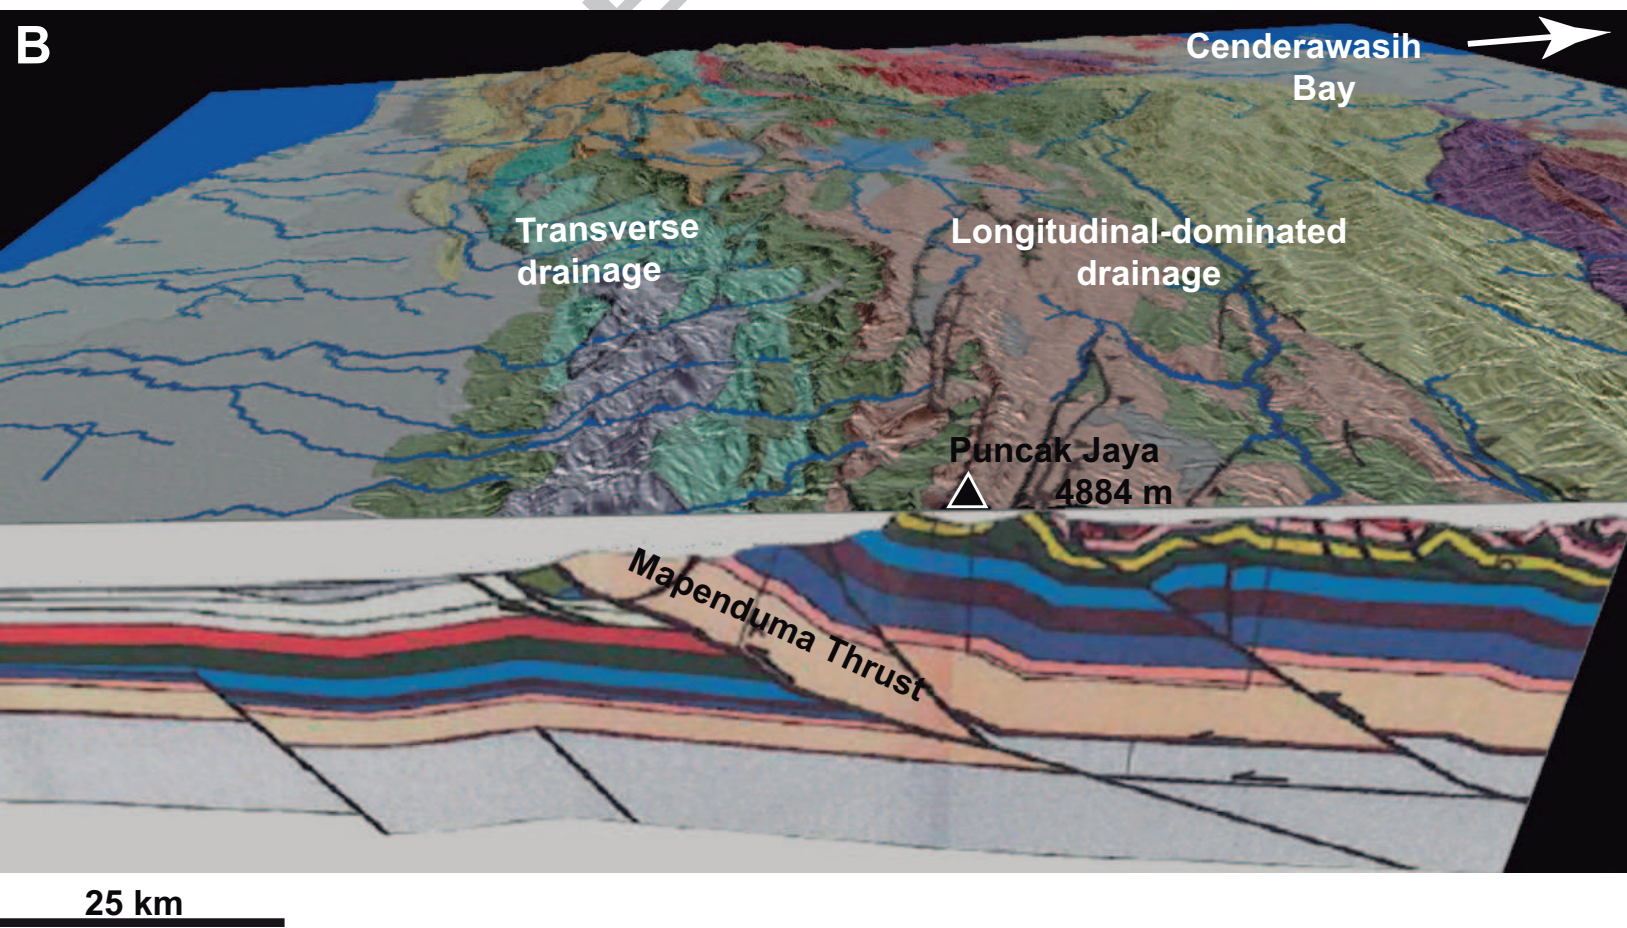 B
Cenderawasih
Bay
Transverse
drainage
Longitudinal-dominated
drainage
Puncak Jaya
4884 m
Mapenduma Thrust
25 km